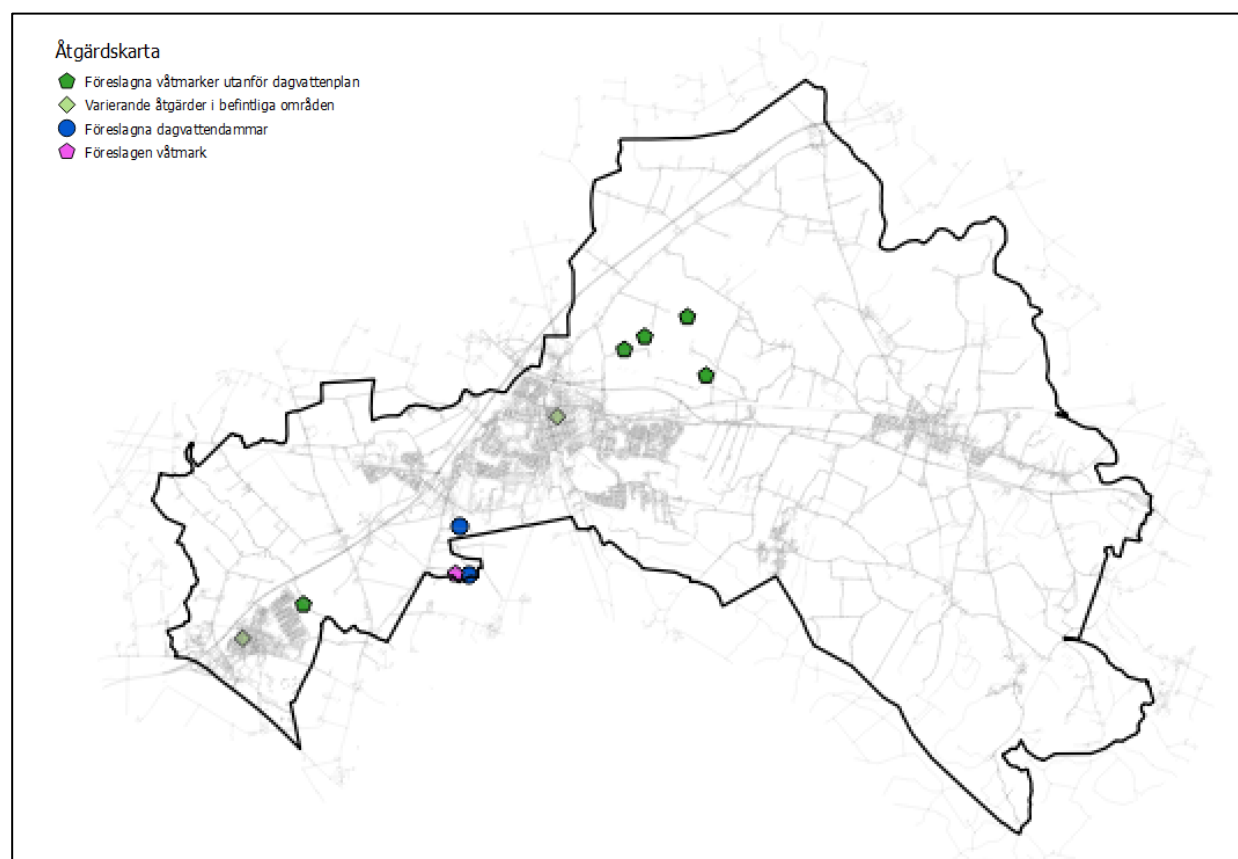 Åtgärdskarta
Föreslagna våtmarker utanför dagvattenplan
Varierande åtgärder i befintliga områden
Föreslagna dagvattendammar
Föreslagen våtmark